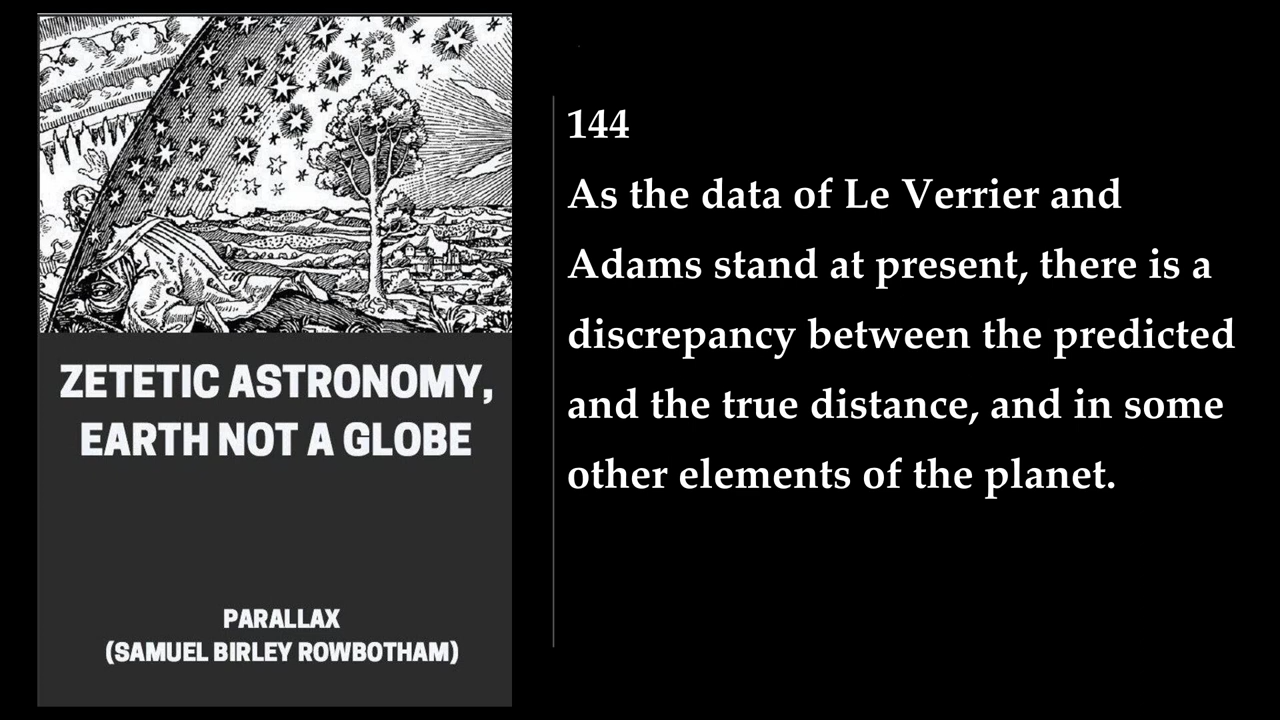 ZETETIC ASTRONOMY,
EARTH NOT A GLOBE
PARALLAX
(SAMUEL BIRLEY ROWBOTHAM)
144
As the data of Le Verrier and
Adams stand at present, there is a
discrepancy between the predicted
and the true distance, and in some
other elements of the planet.